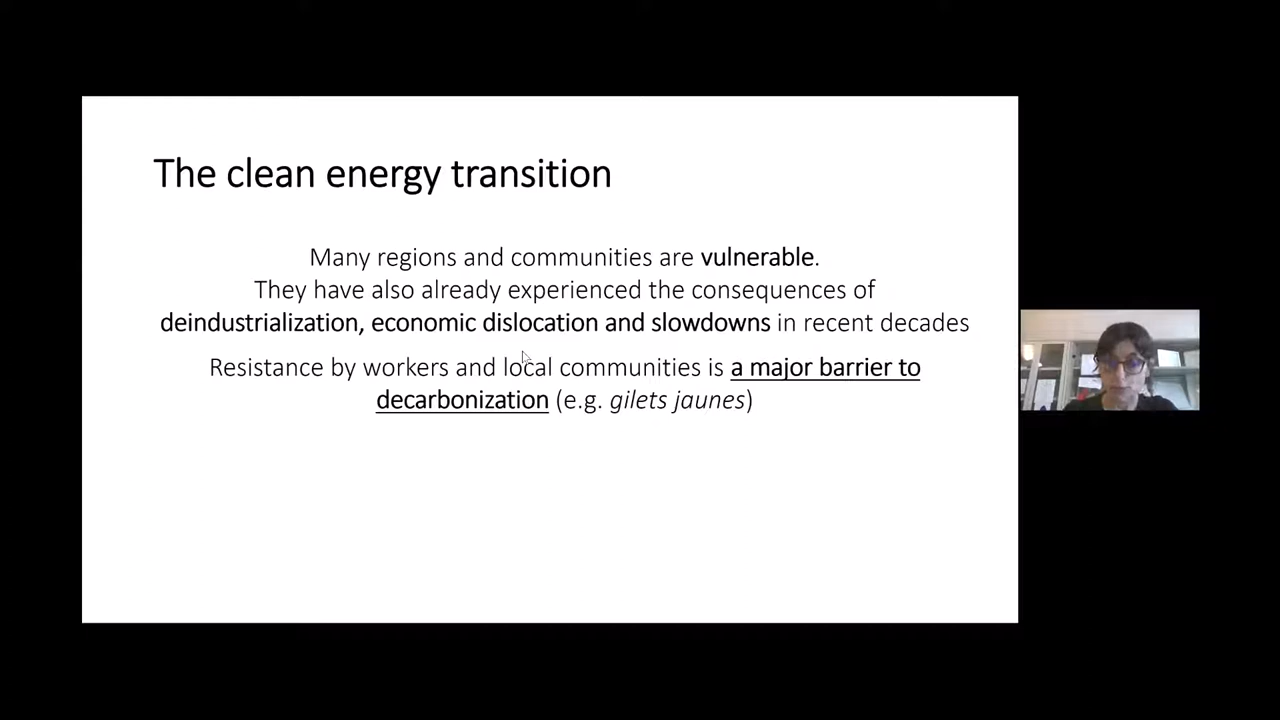 The clean energy transition
Many regions and communities are vulnerable.
They have also already experienced the consequences of
deindustrialization, economic dislocation and slowdowns in recent decades
Resistance by workers and local communities is a major barrier to
decarbonization (e.g. gilets jaunes)